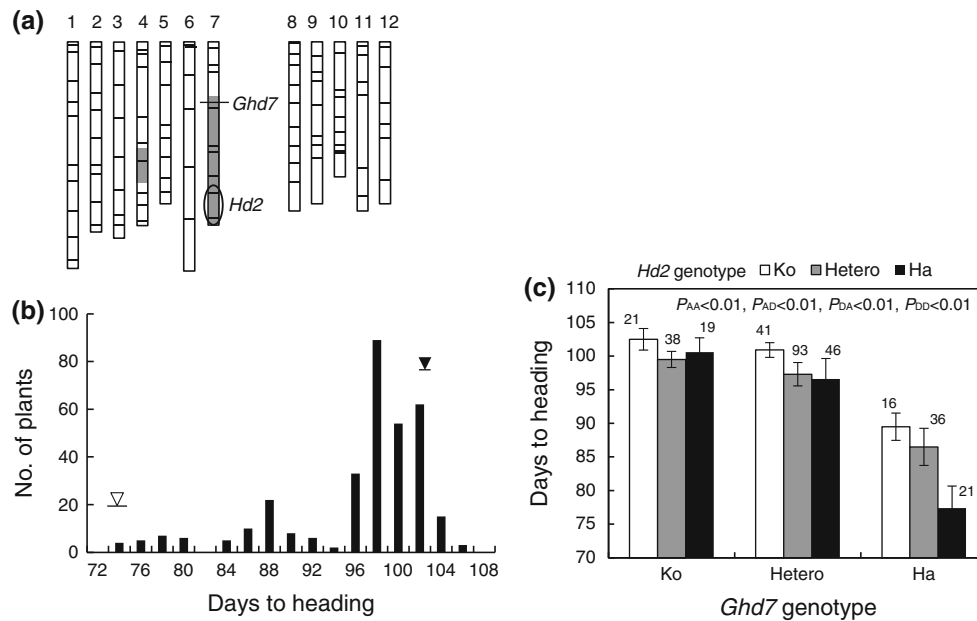 (a)
1 2 3 4 5 6 7 8 9 10 11 12
Ghd7
Hd2
(b)
No. of plants
100
80
60
40
20
0
72 76 80 84 88 92 96 100 104 108
Days to heading
(c)
Hd2 genotype Ko Hetero Ha
PAA<0.01, PAD<0.01, PDA<0.01, PDD<0.01
Days to heading
110
105
100
95
90
85
80
75
70
21 38 19 41 93 46 16 36 21
Ko Hetero Ha
Ghd7 genotype